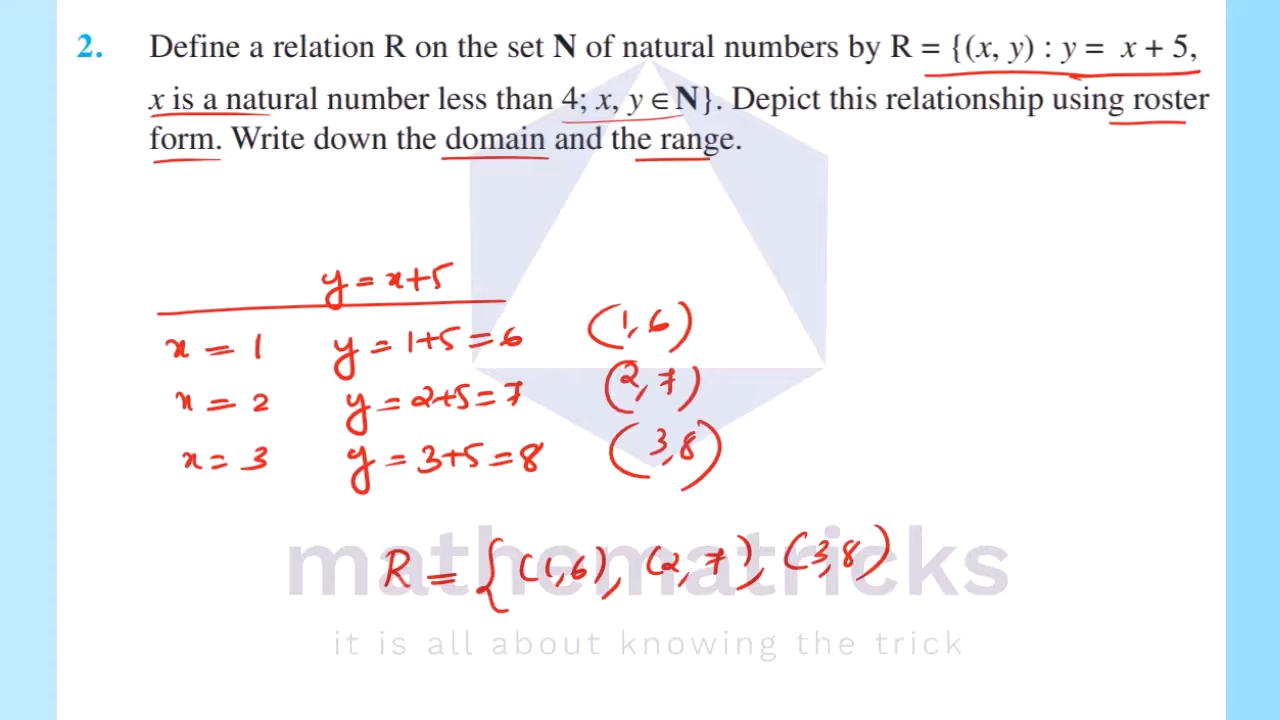 2. Define a relation R on the set N of natural numbers by R = {(x, y) : y = x + 5,
x is a natural number less than 4; x, y ∈ N}. Depict this relationship using roster
form. Write down the domain and the range.
y = x+5
x = 1 y = 1+5 = 6 (1,6)
x = 2 y = 2+5 = 7 (2,7)
x = 3 y = 3+5 = 8 (3,8)
R = { (1,6), (2,7), (3,8)
mathematricks
it is all about knowing the trick